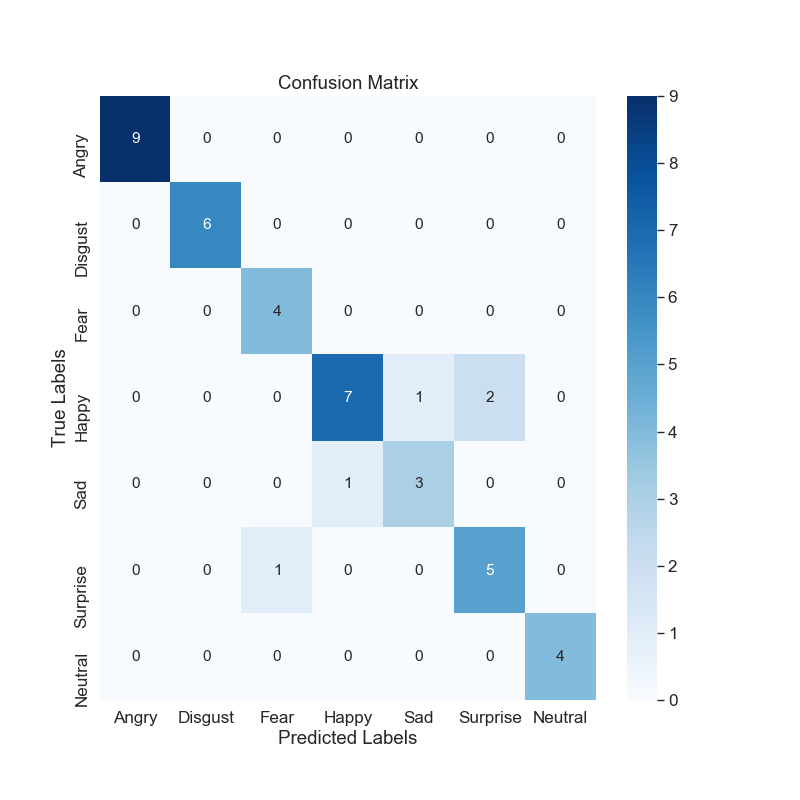 Confusion Matrix
True Labels
Angry 9 0 0 0 0 0 0
Disgust 0 6 0 0 0 0 0
Fear 0 0 4 0 0 0 0
Happy 0 0 0 7 1 2 0
Sad 0 0 0 1 3 0 0
Surprise 0 0 1 0 0 5 0
Neutral 0 0 0 0 0 0 4
Angry Disgust Fear Happy Sad Surprise Neutral
Predicted Labels
9
8
7
6
5
4
3
2
1
0